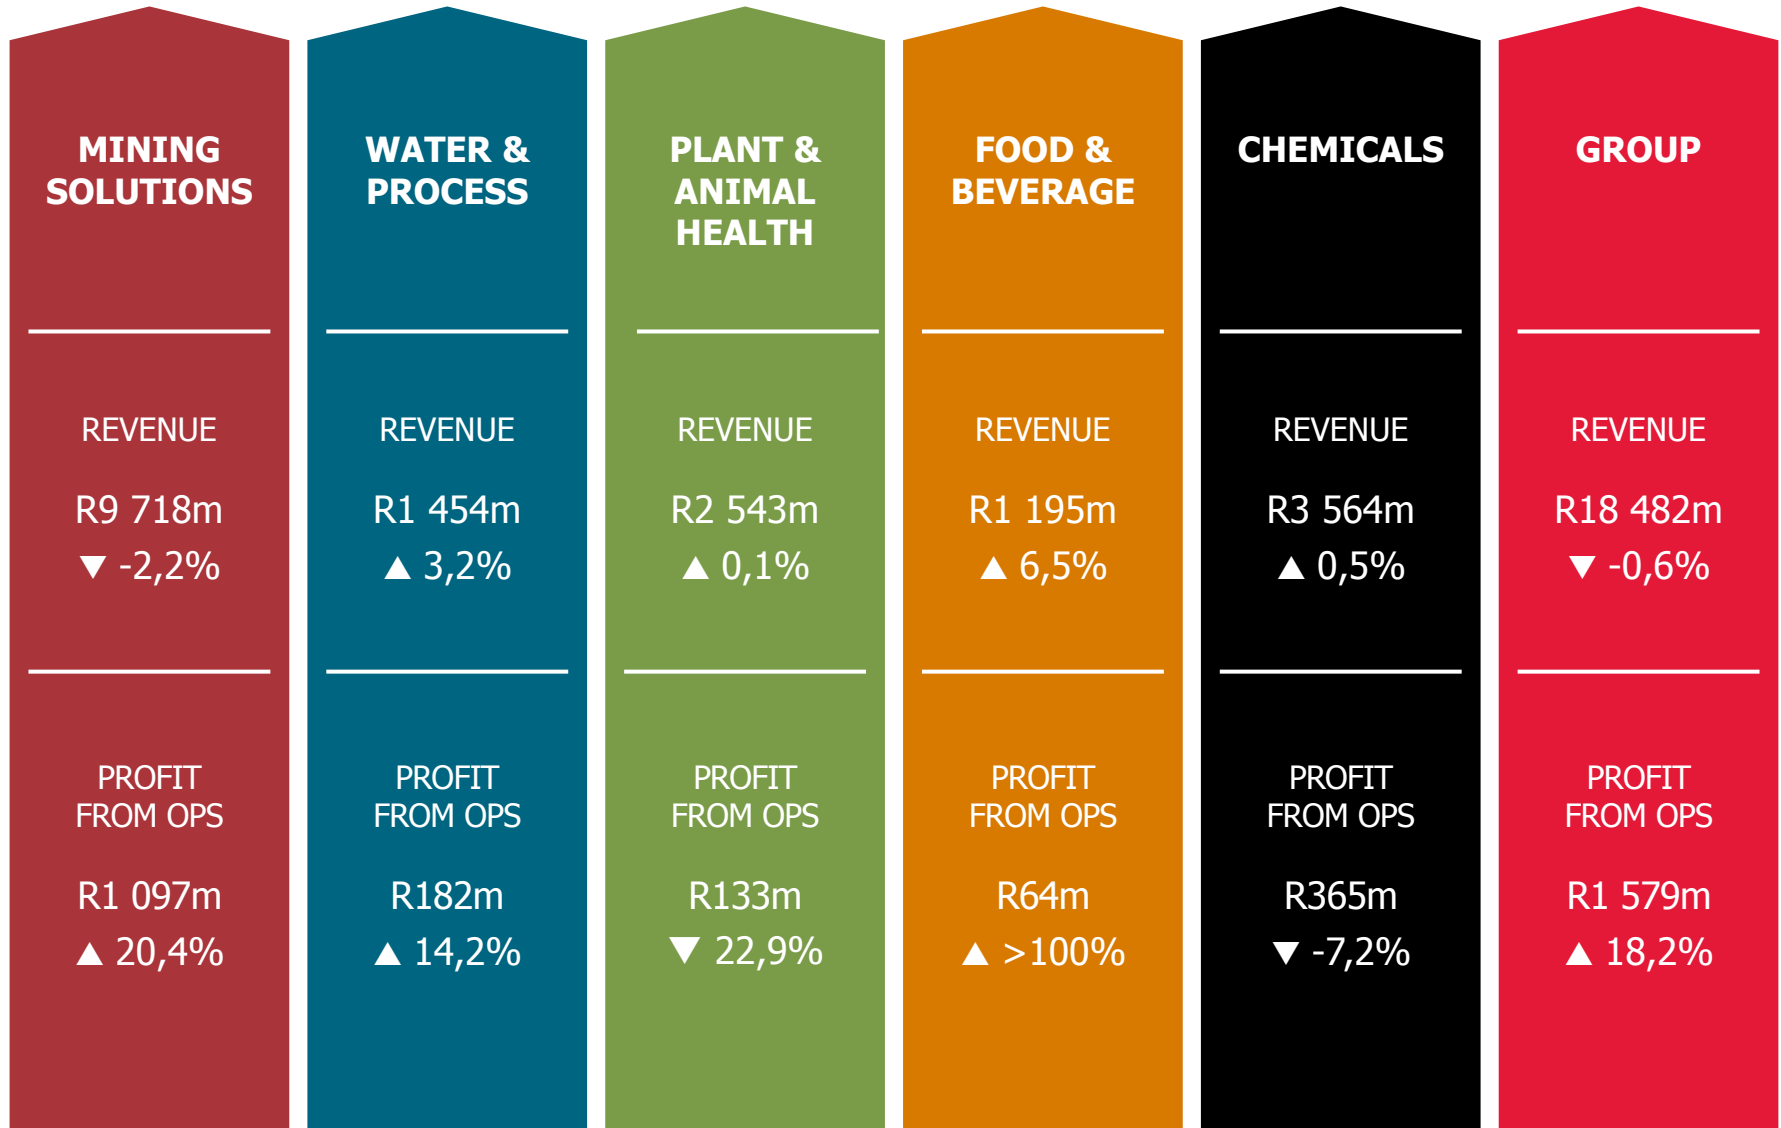 MINING
SOLUTIONS
REVENUE
R9 718m
▼ -2,2%
PROFIT
FROM OPS
R1 097m
▲ 20,4%
WATER &
PROCESS
REVENUE
R1 454m
▲ 3,2%
PROFIT
FROM OPS
R182m
▲ 14,2%
PLANT &
ANIMAL
HEALTH
REVENUE
R2 543m
▲ 0,1%
PROFIT
FROM OPS
R133m
▼ 22,9%
FOOD &
BEVERAGE
REVENUE
R1 195m
▲ 6,5%
PROFIT
FROM OPS
R64m
▲ >100%
CHEMICALS
REVENUE
R3 564m
▲ 0,5%
PROFIT
FROM OPS
R365m
▼ -7,2%
GROUP
REVENUE
R18 482m
▼ -0,6%
PROFIT
FROM OPS
R1 579m
▲ 18,2%